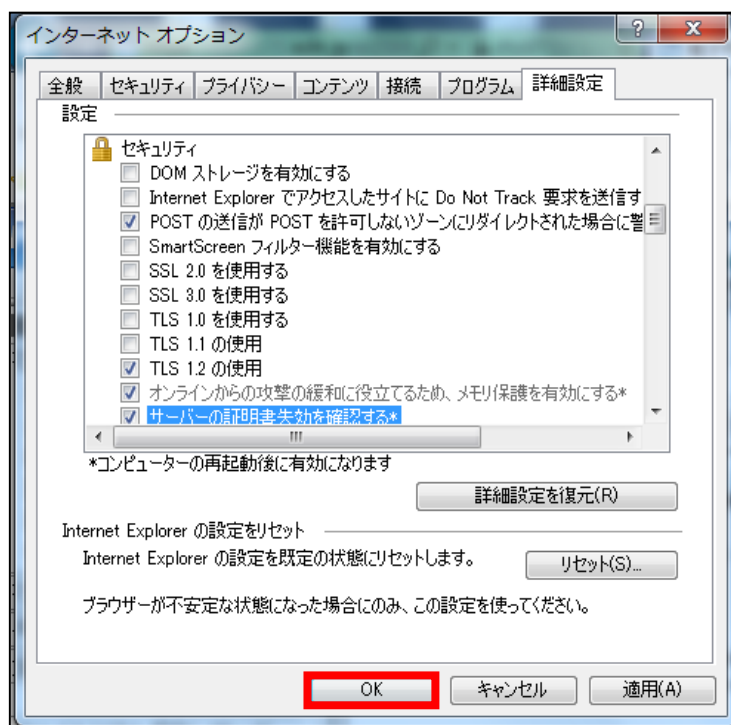 インターネット オプション
全般 セキュリティ プライバシー コンテンツ 接続 プログラム 詳細設定
設定
セキュリティ
DOM ストレージを有効にする
Internet Explorer でアクセスしたサイトに Do Not Track 要求を送信す
POST の送信が POST を許可しないゾーンにリダイレクトされた場合に警
SmartScreen フィルター機能を有効にする
SSL 2.0 を使用する
SSL 3.0 を使用する
TLS 1.0 を使用する
TLS 1.1 の使用
TLS 1.2 の使用
オンラインからの攻撃の緩和に役立てるため、メモリ保護を有効にする*
サーバーの証明書失効を確認する*
*コンピューターの再起動後に有効になります
詳細設定を復元(R)
Internet Explorer の設定をリセット
Internet Explorer の設定を既定の状態にリセットします。
リセット(S)...
ブラウザーが不安定な状態になった場合にのみ、この設定を使ってください。
OK キャンセル 適用(A)